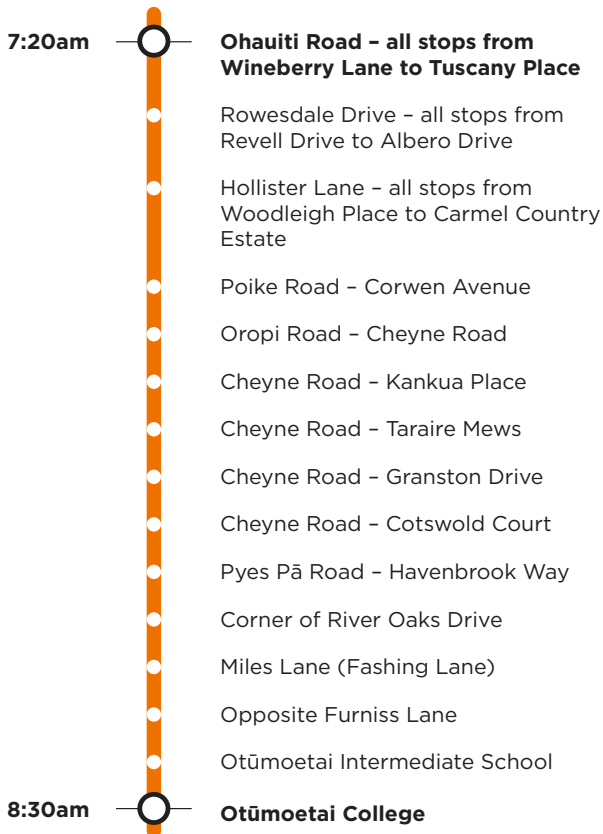 7:20am
Ohauiti Road – all stops from
Wineberry Lane to Tuscany Place
Rowesdale Drive – all stops from
Revell Drive to Albero Drive
Hollister Lane – all stops from
Woodleigh Place to Carmel Country
Estate
Poike Road – Corwen Avenue
Oropi Road – Cheyne Road
Cheyne Road – Kankua Place
Cheyne Road – Taraire Mews
Cheyne Road – Granston Drive
Cheyne Road – Cotswold Court
Pyes Pā Road – Havenbrook Way
Corner of River Oaks Drive
Miles Lane (Fashing Lane)
Opposite Furniss Lane
Otūmoetai Intermediate School
8:30am
Otūmoetai College